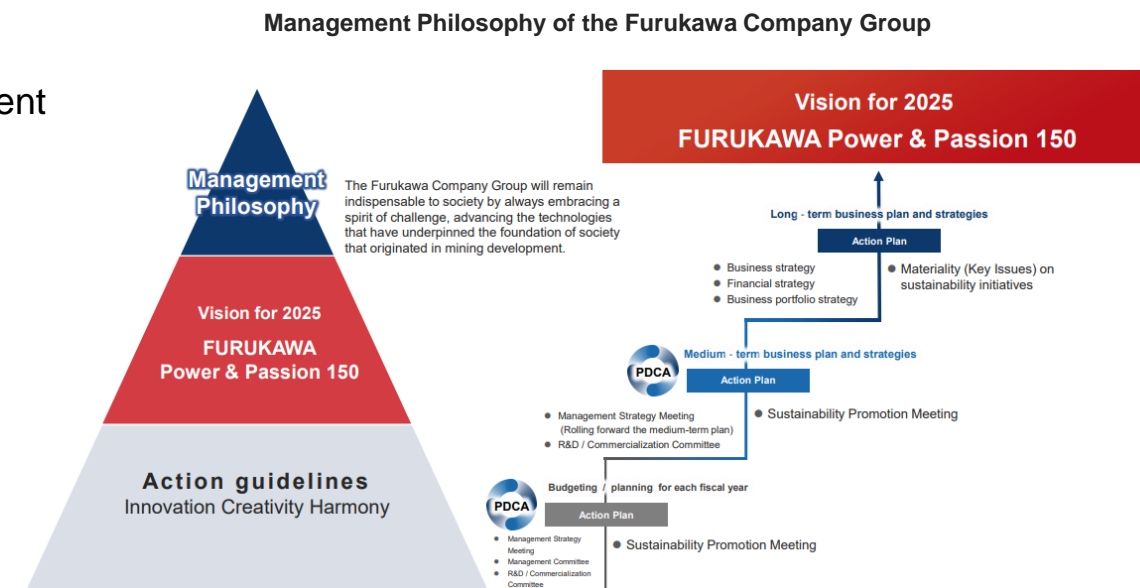 Management Philosophy of the Furukawa Company Group
ent
Management
Philosophy
The Furukawa Company Group will remain
indispensable to society by always embracing a
spirit of challenge, advancing the technologies
that have underpinned the foundation of society
that originated in mining development.
Vision for 2025
FURUKAWA
Power & Passion 150
Action guidelines
Innovation Creativity Harmony
Vision for 2025
FURUKAWA Power & Passion 150
Long - term business plan and strategies
Action Plan
● Business strategy
● Financial strategy
● Business portfolio strategy
● Materiality (Key Issues) on
sustainability initiatives
PDCA
Medium - term business plan and strategies
Action Plan
● Management Strategy Meeting
(Rolling forward the medium-term plan)
● R&D / Commercialization Committee
● Sustainability Promotion Meeting
PDCA
Budgeting / planning for each fiscal year
Action Plan
● Management Strategy
Meeting
● Management Committee
● R&D / Commercialization
Committee
● Sustainability Promotion Meeting